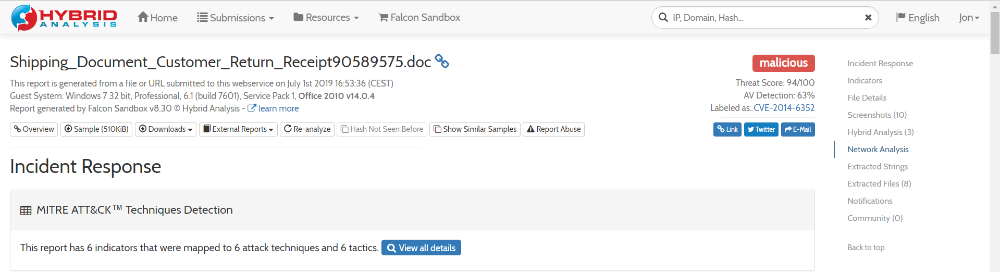 HYBRID
ANALYSIS
Home
Submissions
Resources
Falcon Sandbox
IP, Domain, Hash...
English
Jon
Shipping_Document_Customer_Return_Receipt90589575.doc
malicious
This report is generated from a file or URL submitted to this webservice on July 1st 2019 16:53:36 (CEST)
Guest System: Windows 7 32 bit, Professional, 6.1 (build 7601), Service Pack 1, Office 2010 v14.0.4
Report generated by Falcon Sandbox v8.30 © Hybrid Analysis - learn more
Threat Score: 94/100
AV Detection: 63%
Labeled as: CVE-2014-6352
Overview
Sample (510KiB)
Downloads
External Reports
Re-analyze
Hash Not Seen Before
Show Similar Samples
Report Abuse
Link
Twitter
E-Mail
Incident Response
MITRE ATT&CK™ Techniques Detection
This report has 6 indicators that were mapped to 6 attack techniques and 6 tactics. View all details
Incident Response
Indicators
File Details
Screenshots (10)
Hybrid Analysis (3)
Network Analysis
Extracted Strings
Extracted Files (8)
Notifications
Community (0)
Back to top